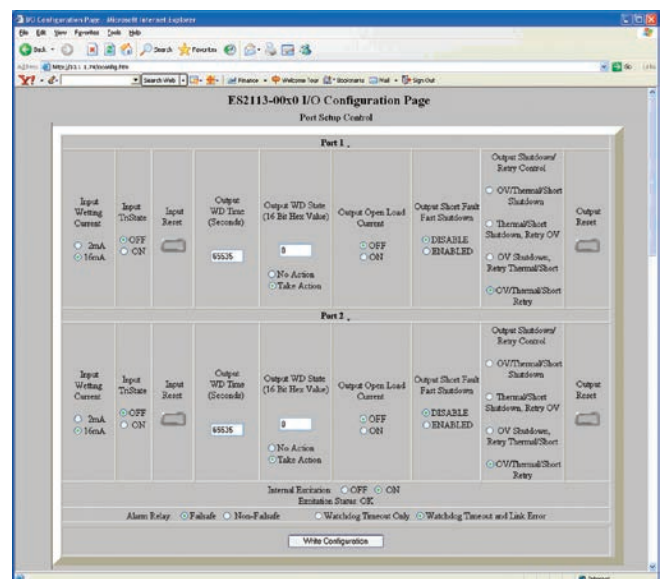 I/O Configuration Page - Microsoft Internet Explorer
File Edit View Favorites Tools Help
Back Search Favorites
Search Web Finance Welcome Tour Bookmarks Mail Sign Out
Go
ES2113-00x0 I/O Configuration Page
Port Setup Control
Port 1
Input Wetting Current
2mA
16mA
Input TriState
OFF
ON
Input Reset
Output WD Time (Seconds)
65535
Output WD State (16 Bit Hex Value)
0
No Action
Take Action
Output Open Load Current
OFF
ON
Output Short Fault Fast Shutdown
DISABLE
ENABLED
Output Shutdown/ Retry Control
OV/Thermal/Short Shutdown
Thermal/Short Shutdown, Retry OV
OV Shutdown, Retry Thermal/Short
OV/Thermal/Short Retry
Output Reset
Port 2
Input Wetting Current
2mA
16mA
Input TriState
OFF
ON
Input Reset
Output WD Time (Seconds)
65535
Output WD State (16 Bit Hex Value)
0
No Action
Take Action
Output Open Load Current
OFF
ON
Output Short Fault Fast Shutdown
DISABLE
ENABLED
Output Shutdown/ Retry Control
OV/Thermal/Short Shutdown
Thermal/Short Shutdown, Retry OV
OV Shutdown, Retry Thermal/Short
OV/Thermal/Short Retry
Output Reset
Internal Excitation OFF ON
Excitation Status: OK
Alarm Relay: Failsafe Non-Failsafe Watchdog Timeout Only Watchdog Timeout and Link Error
Write Configuration
Internet